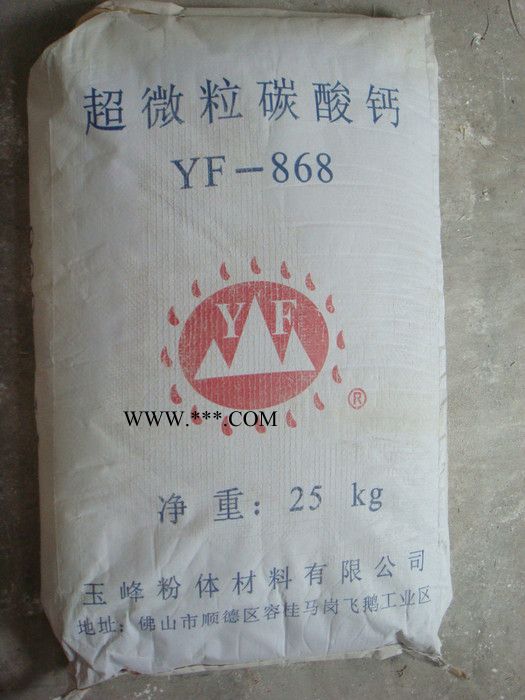 超微粒碳酸钙
YF-868
YF
®
WWW.***.COM
净重: 25 kg
玉峰粉体材料有限公司
地址: 佛山市顺德区容桂马岗飞鹅工业区